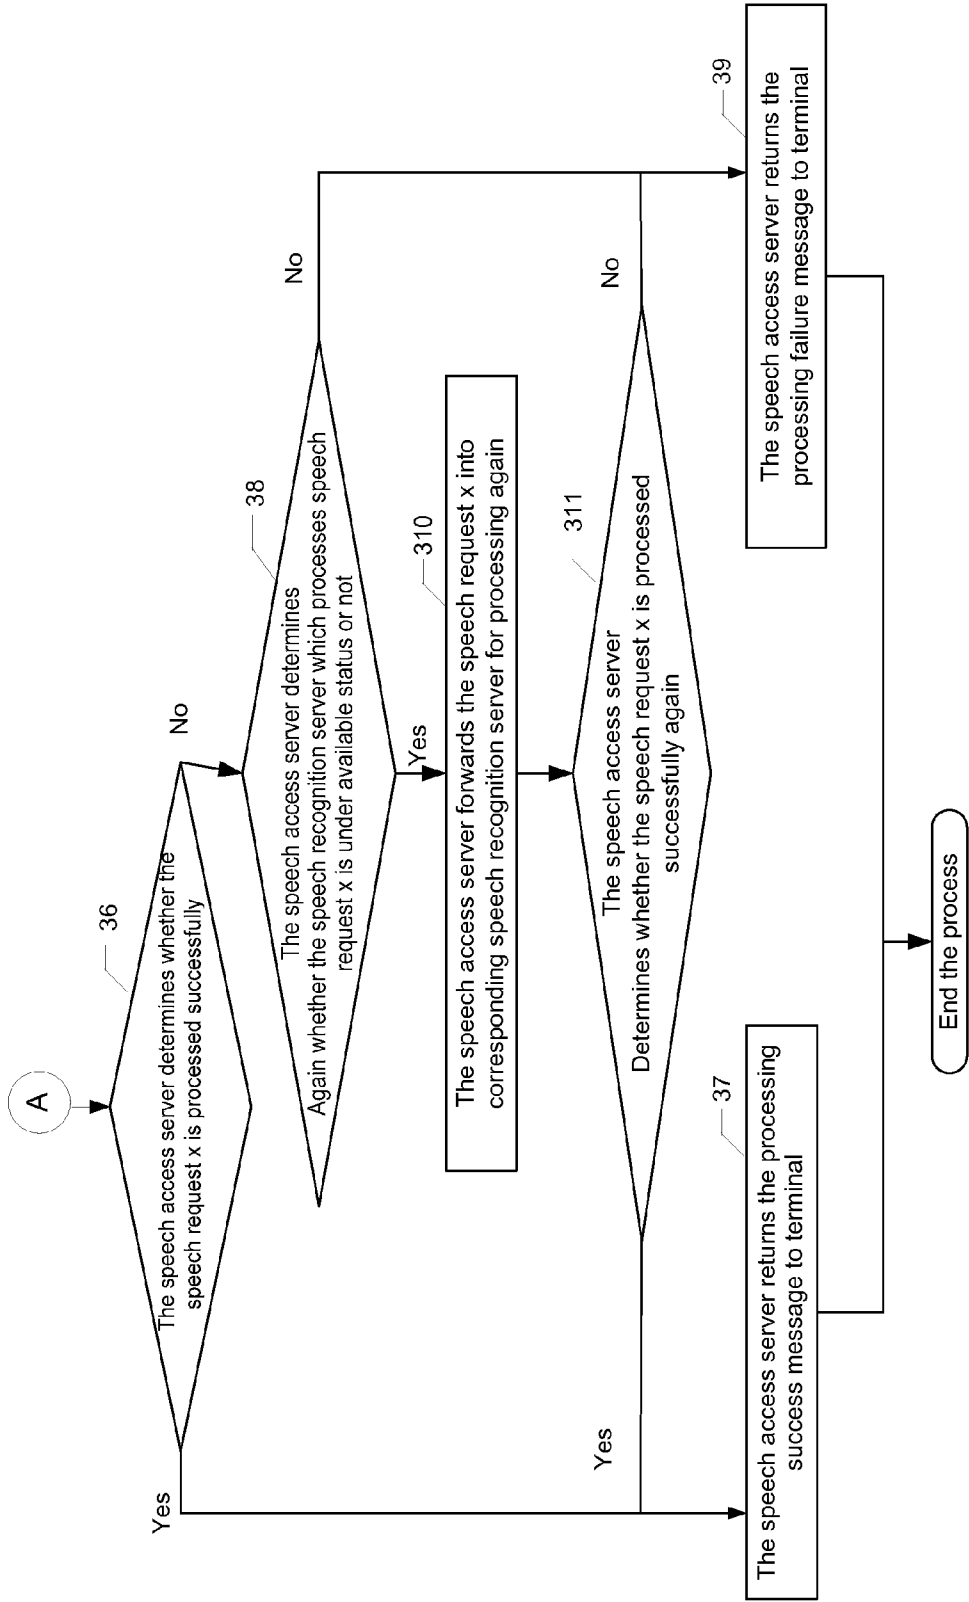 A
36
The speech access server determines whether the
speech request x is processed successfully
Yes
No
38
The speech access server determines
Again whether the speech recognition server which processes speech
request x is under available status or not
No
Yes
310
The speech access server forwards the speech request x into
corresponding speech recognition server for processing again
311
The speech access server
Determines whether the speech request x is processed
successfully again
Yes
No
37
The speech access server returns the processing
success message to terminal
39
The speech access server returns the
processing failure message to terminal
End the process